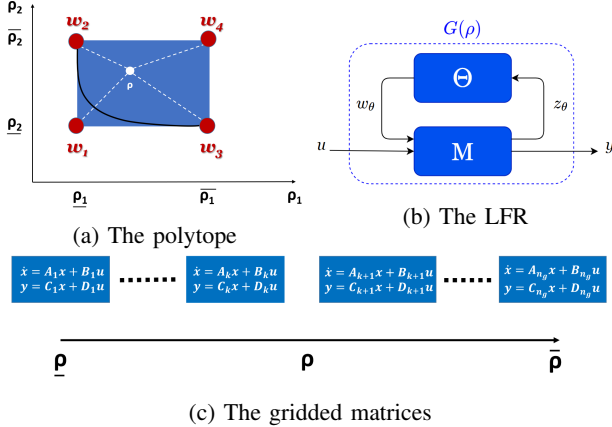 ρ₂
w₂
w₄
ρ̅₂
ρ
ρ̲₂
w₁
w₃
ρ̲₁
ρ̅₁
ρ₁
(a) The polytope
G(ρ)
Θ
w_θ
z_θ
u
M
y
(b) The LFR
ẋ = A₁x + B₁u
y = C₁x + D₁u
ẋ = A_kx + B_ku
y = C_kx + D_ku
ẋ = A_{k+1}x + B_{k+1}u
y = C_{k+1}x + D_{k+1}u
ẋ = A_{n_g}x + B_{n_g}u
y = C_{n_g}x + D_{n_g}u
ρ̲ ρ ρ̅
(c) The gridded matrices